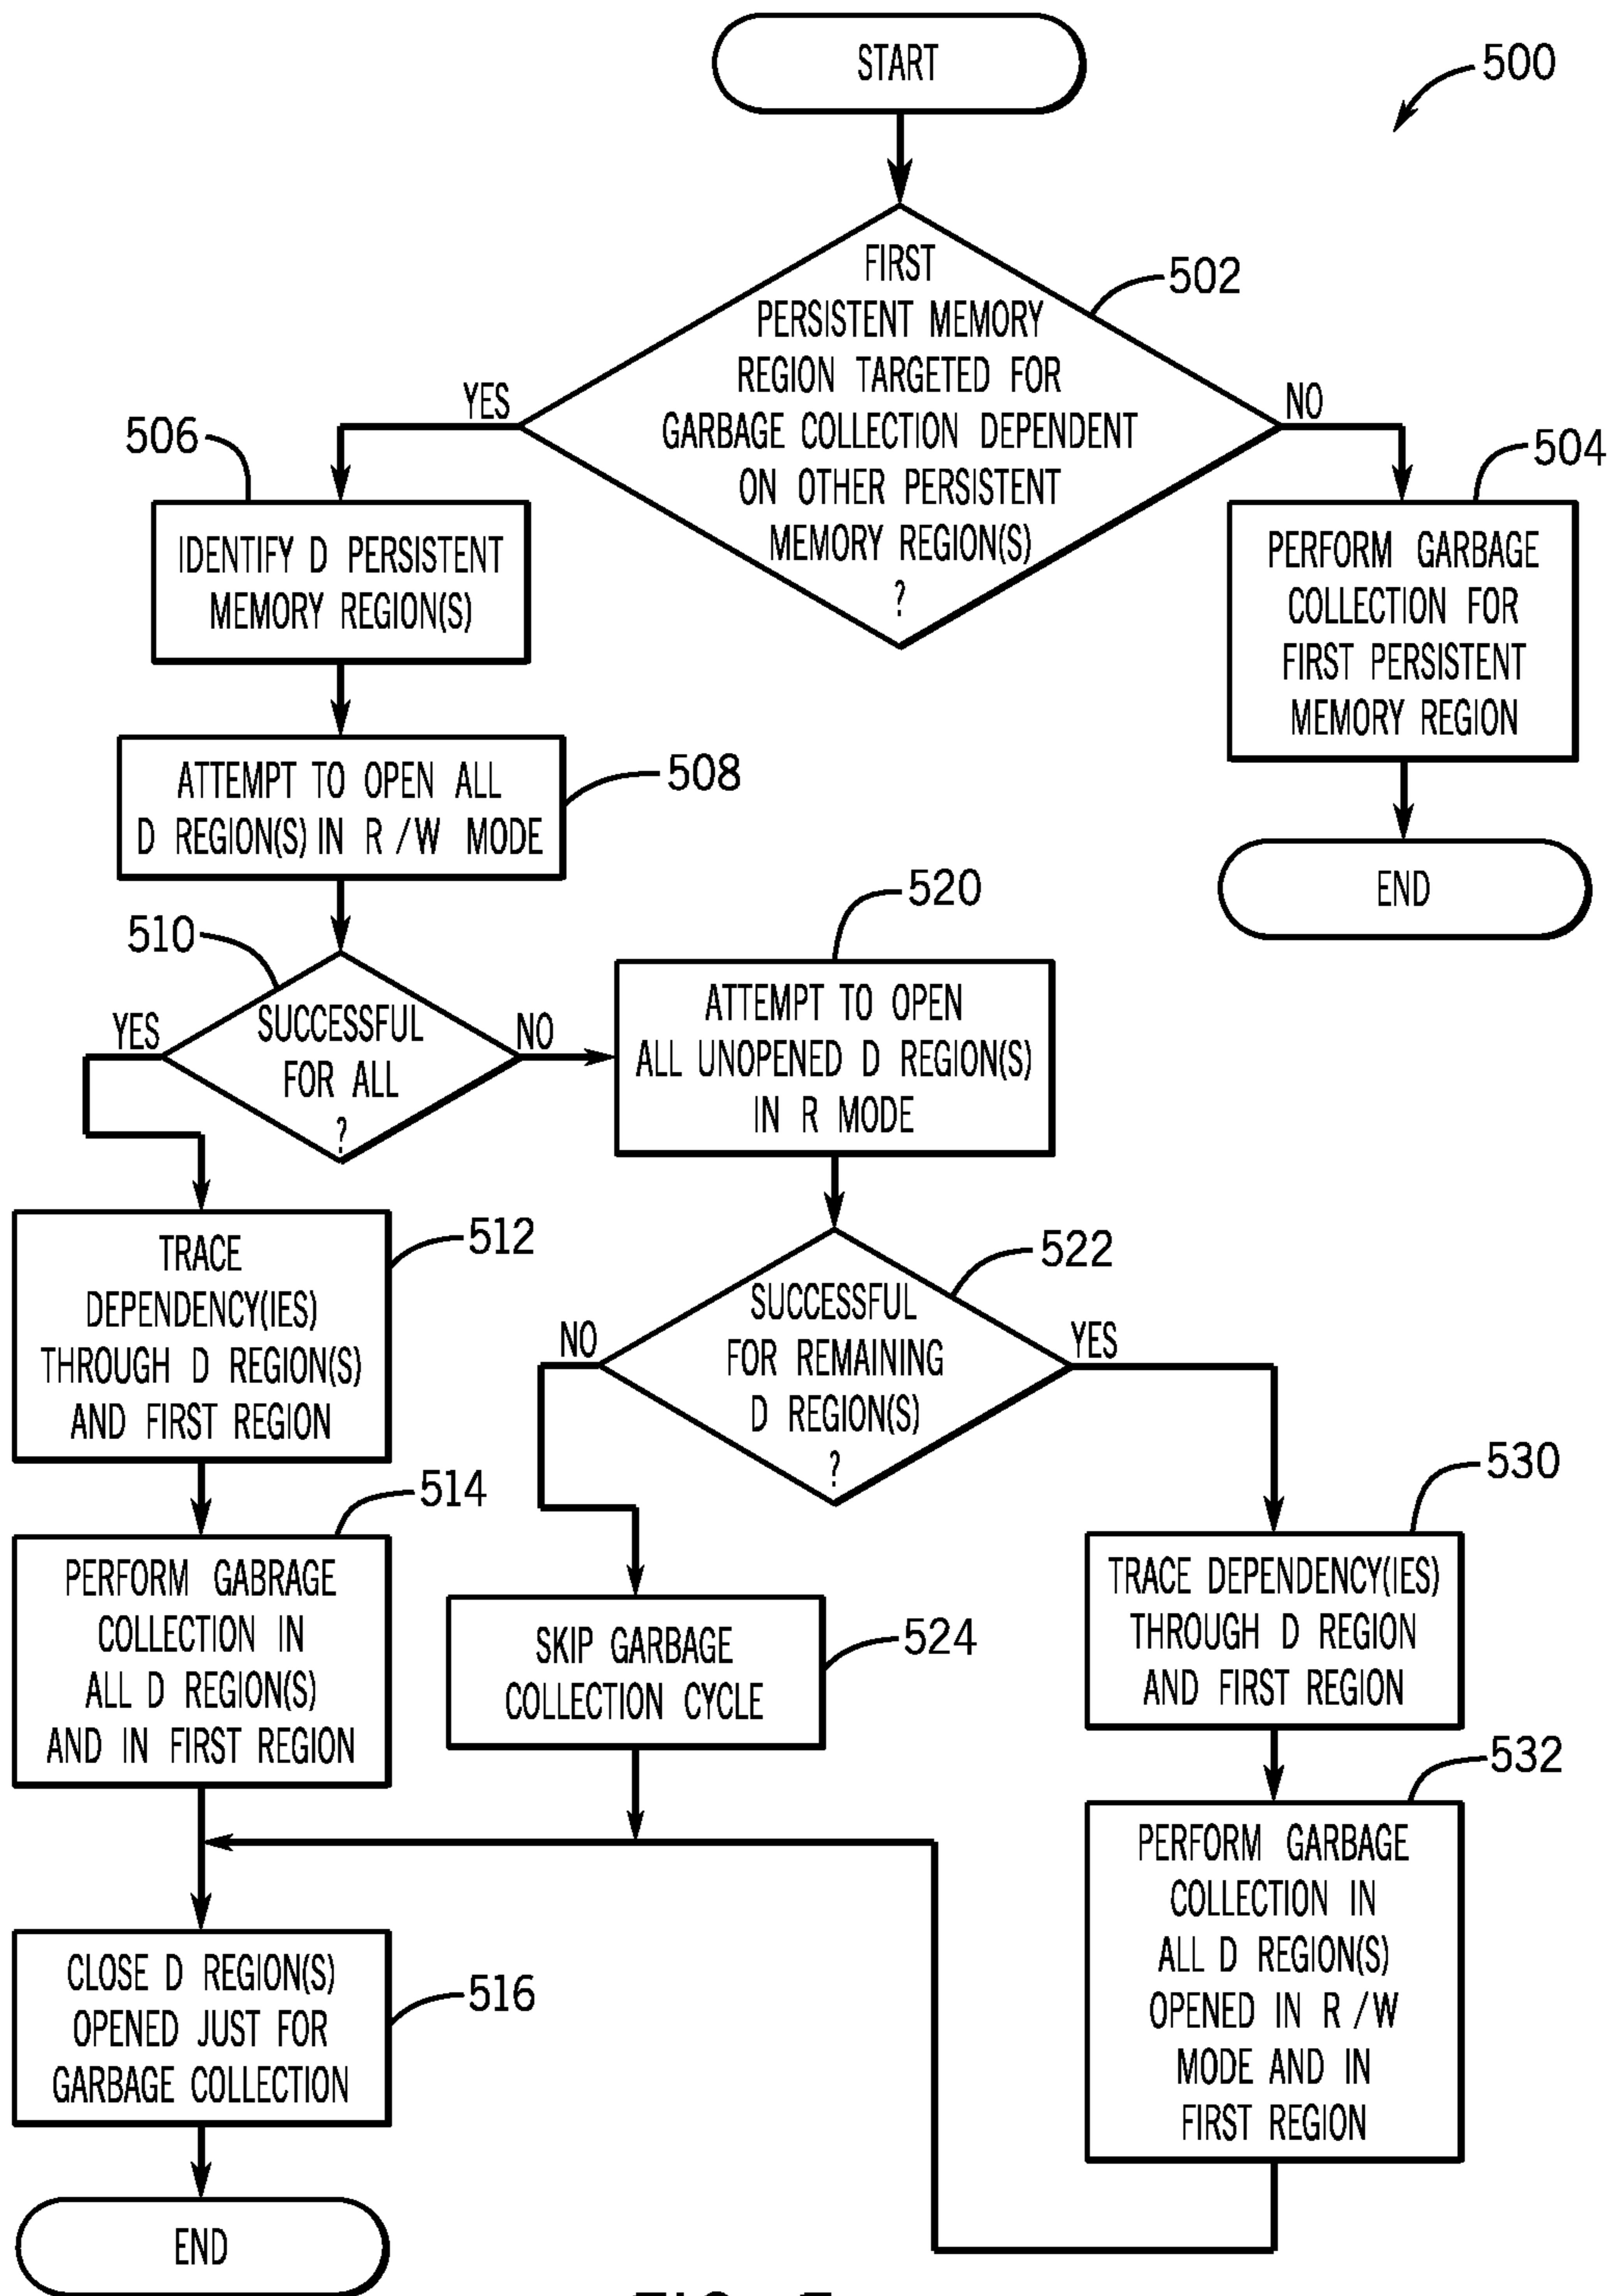 START
500
FIRST
PERSISTENT MEMORY
REGION TARGETED FOR
GARBAGE COLLECTION DEPENDENT
ON OTHER PERSISTENT
MEMORY REGION(S)
?
502
YES
NO
506
504
IDENTIFY D PERSISTENT
MEMORY REGION(S)
PERFORM GARBAGE
COLLECTION FOR
FIRST PERSISTENT
MEMORY REGION
ATTEMPT TO OPEN ALL
D REGION(S) IN R /W MODE
508
END
510
SUCCESSFUL
FOR ALL
?
YES
NO
520
ATTEMPT TO OPEN
ALL UNOPENED D REGION(S)
IN R MODE
TRACE
DEPENDENCY(IES)
THROUGH D REGION(S)
AND FIRST REGION
512
SUCCESSFUL
FOR REMAINING
D REGION(S)
?
522
NO
YES
514
PERFORM GABRAGE
COLLECTION IN
ALL D REGION(S)
AND IN FIRST REGION
SKIP GARBAGE
COLLECTION CYCLE
524
530
TRACE DEPENDENCY(IES)
THROUGH D REGION
AND FIRST REGION
532
PERFORM GARBAGE
COLLECTION IN
ALL D REGION(S)
OPENED IN R /W
MODE AND IN
FIRST REGION
CLOSE D REGION(S)
OPENED JUST FOR
GARBAGE COLLECTION
516
END